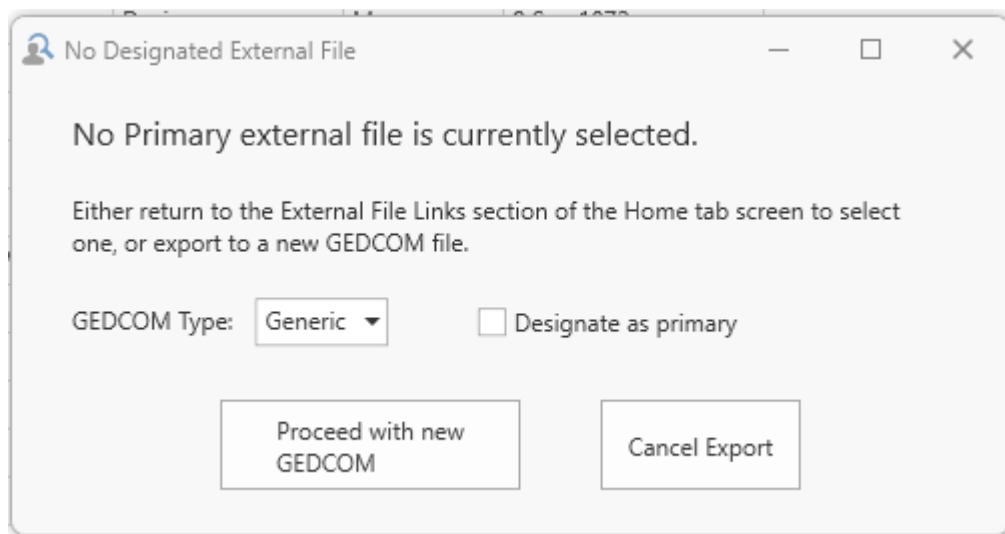 No Designated External File
No Primary external file is currently selected.
Either return to the External File Links section of the Home tab screen to select
one, or export to a new GEDCOM file.
GEDCOM Type: Generic Designate as primary
Proceed with new
GEDCOM
Cancel Export